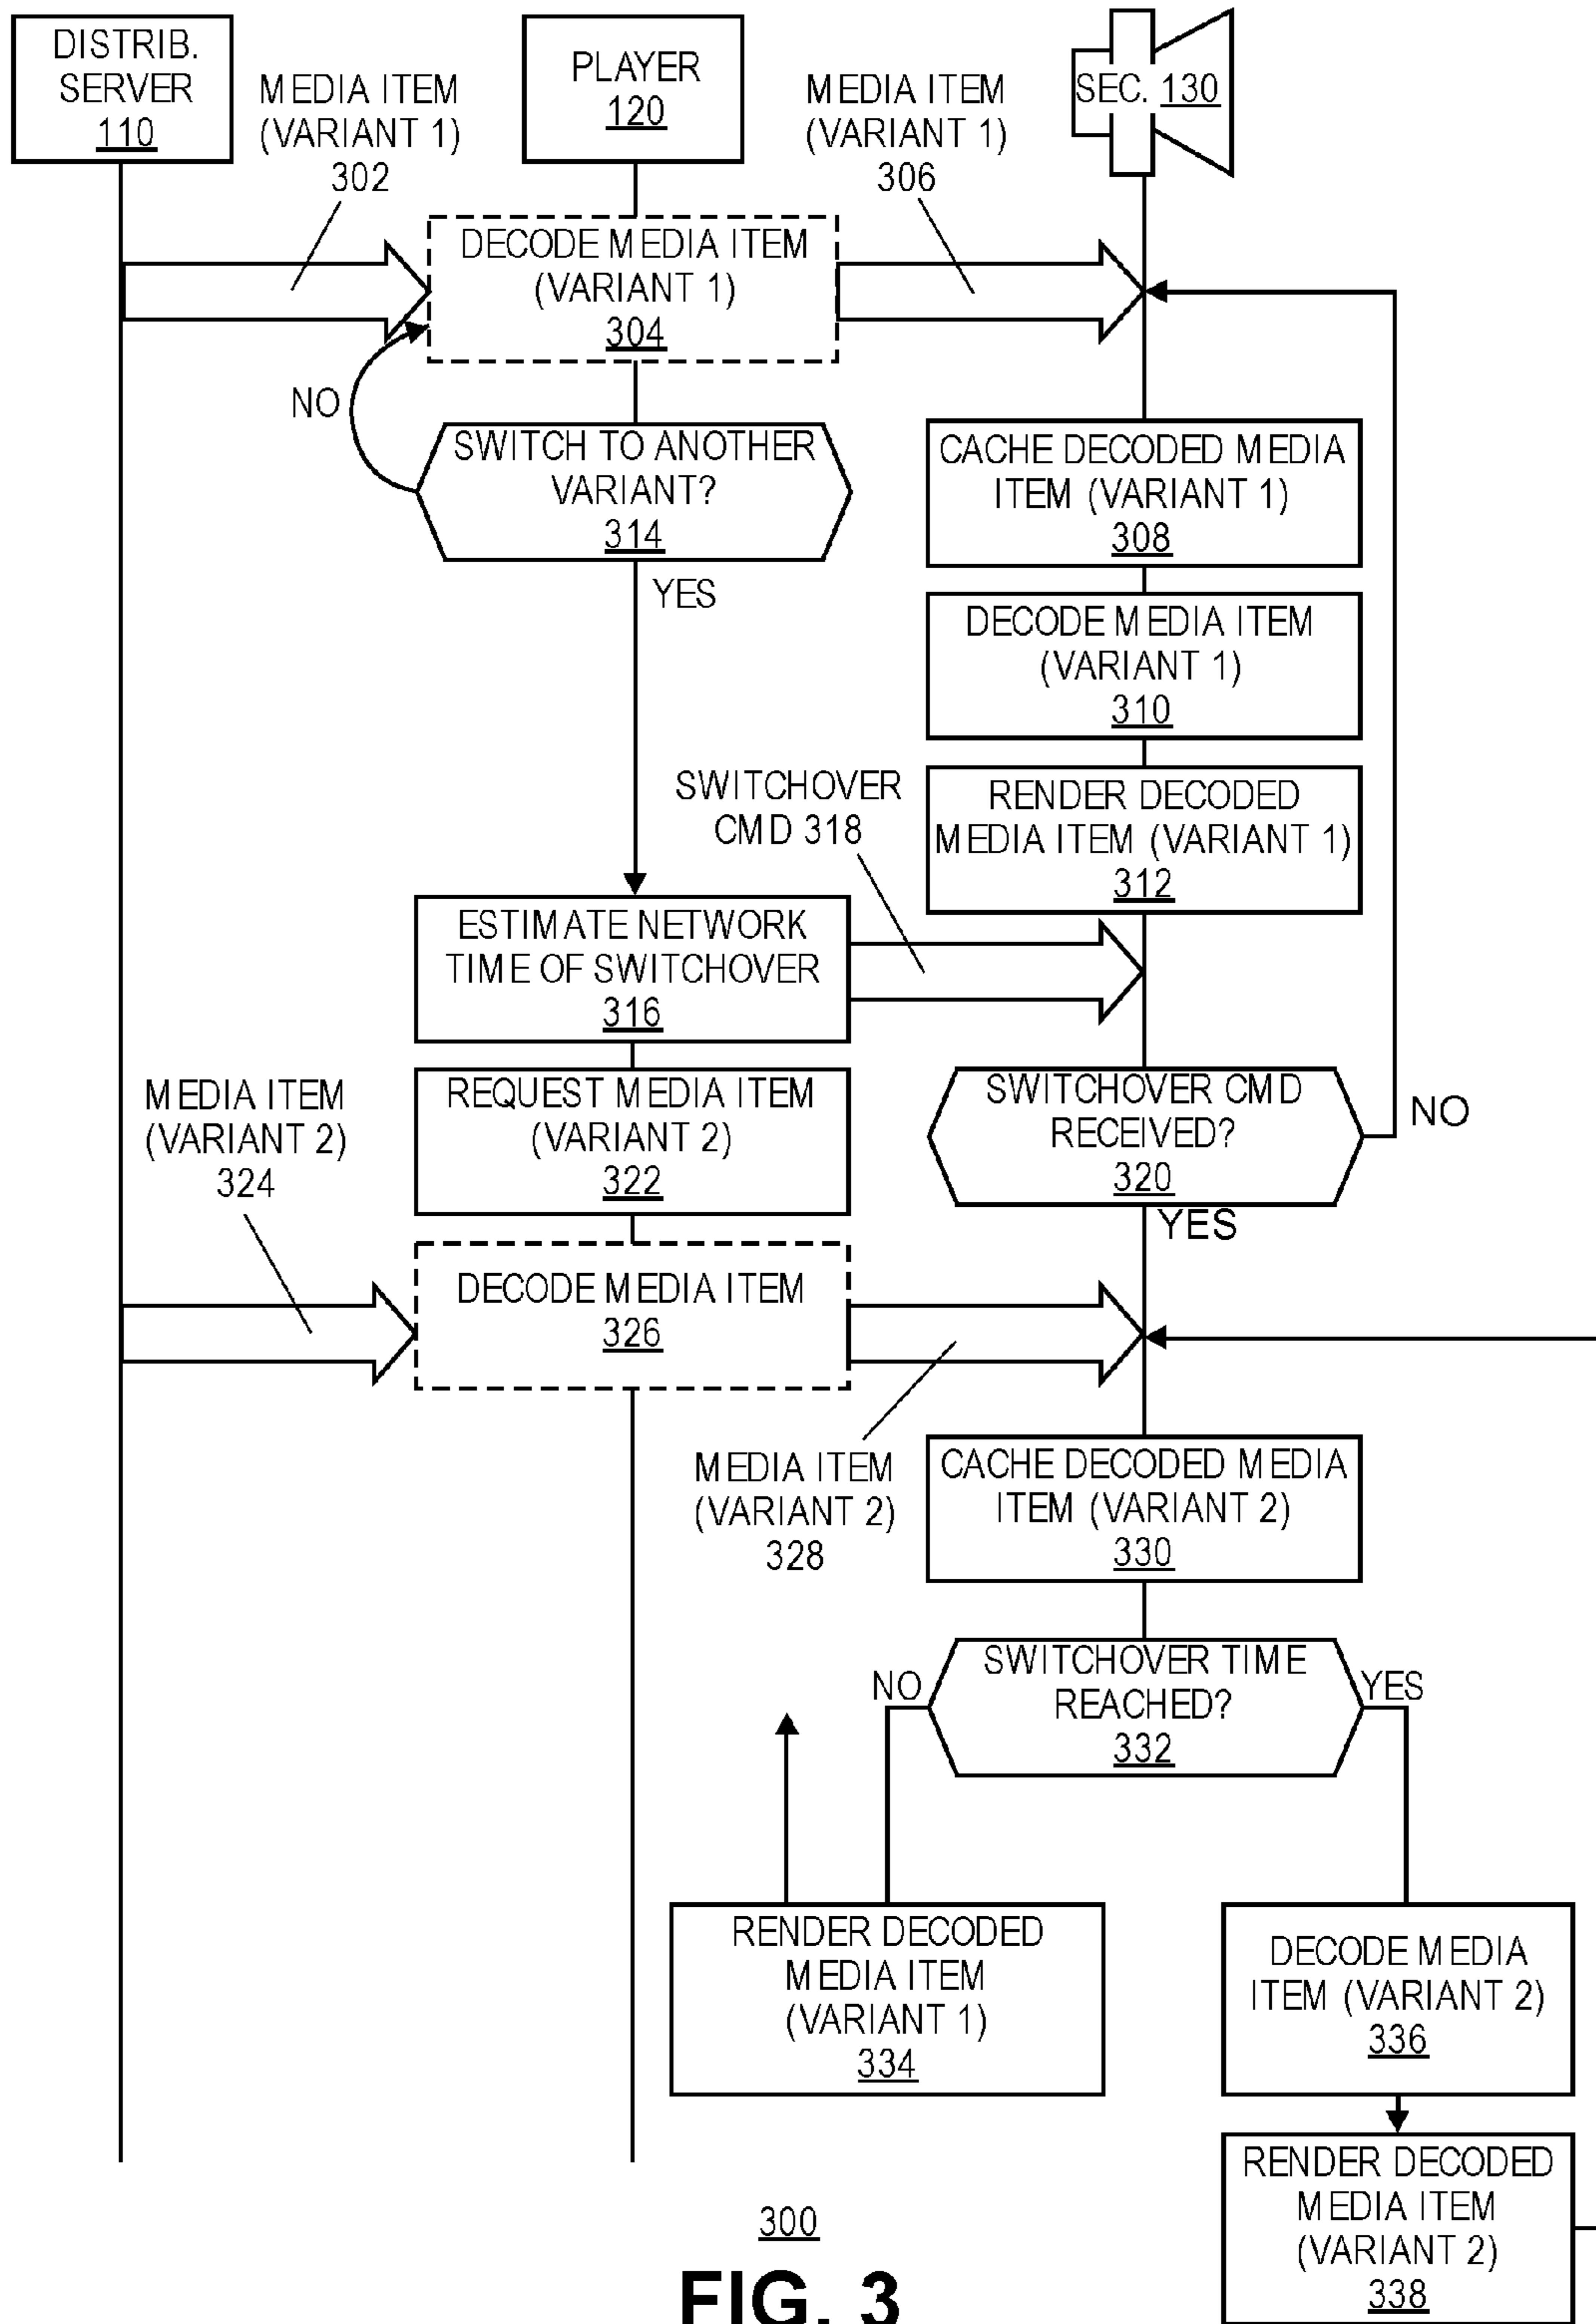 DISTRIB.
SERVER
110
MEDIA ITEM
(VARIANT 1)
302
PLAYER
120
MEDIA ITEM
(VARIANT 1)
306
SEC. 130
DECODE MEDIA ITEM
(VARIANT 1)
304
NO
SWITCH TO ANOTHER
VARIANT?
314
YES
CACHE DECODED MEDIA
ITEM (VARIANT 1)
308
DECODE MEDIA ITEM
(VARIANT 1)
310
SWITCHOVER
CMD 318
RENDER DECODED
MEDIA ITEM (VARIANT 1)
312
ESTIMATE NETWORK
TIME OF SWITCHOVER
316
MEDIA ITEM
(VARIANT 2)
324
REQUEST MEDIA ITEM
(VARIANT 2)
322
SWITCHOVER CMD
RECEIVED?
320
NO
YES
DECODE MEDIA ITEM
326
MEDIA ITEM
(VARIANT 2)
328
CACHE DECODED MEDIA
ITEM (VARIANT 2)
330
NO
SWITCHOVER TIME
REACHED?
332
YES
RENDER DECODED
MEDIA ITEM
(VARIANT 1)
334
DECODE MEDIA
ITEM (VARIANT 2)
336
RENDER DECODED
MEDIA ITEM
(VARIANT 2)
338
300
FIG. 3